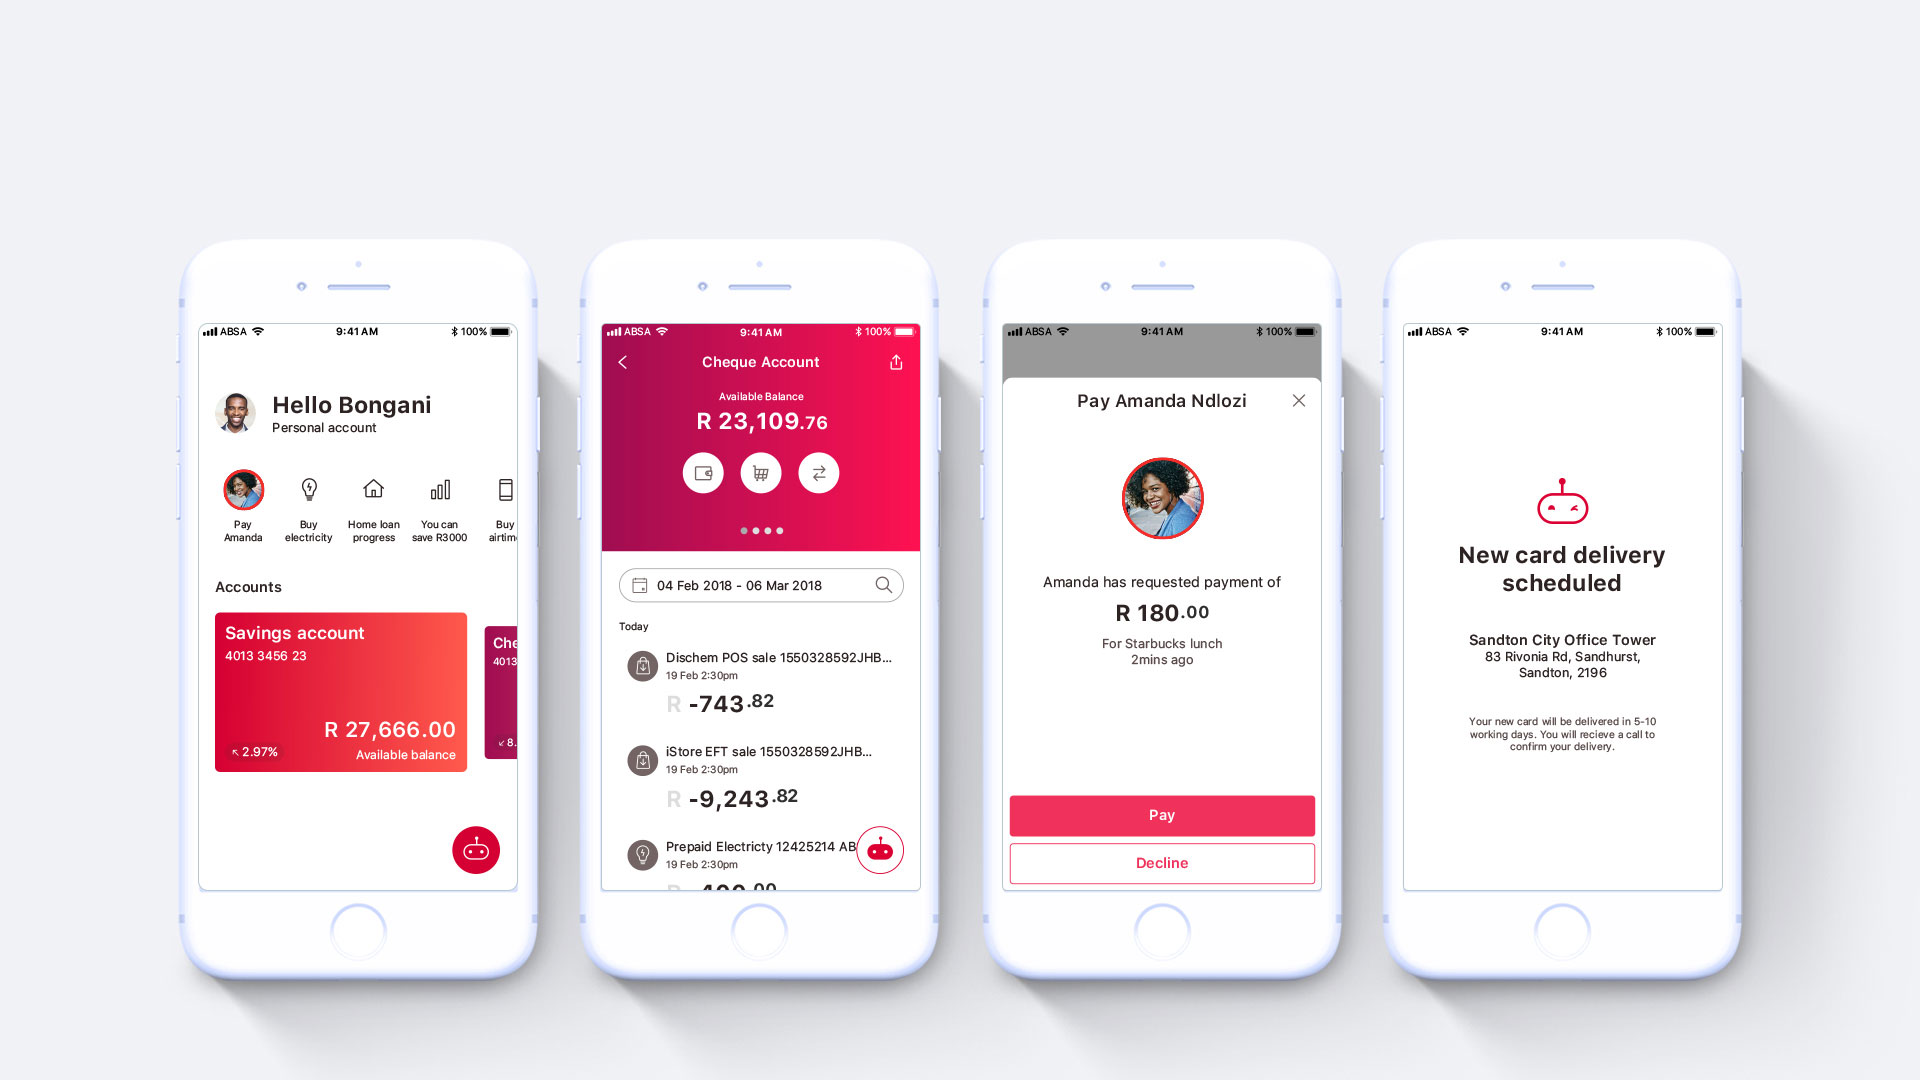 ABSA
9:41 AM
100%
Hello Bongani
Personal account
Pay
Amanda
Buy
electricity
Home loan
progress
You can
save R3000
Buy
airtime
Accounts
Savings account
4013 3456 23
R 27,666.00
2.97%
Available balance
Che
4013
8.
ABSA
9:41 AM
100%
Cheque Account
Available Balance
R 23,109.76
04 Feb 2018 - 06 Mar 2018
Today
Dischem POS sale 1550328592JHB...
19 Feb 2:30pm
R -743.82
iStore EFT sale 1550328592JHB...
19 Feb 2:30pm
R -9,243.82
Prepaid Electricty 12425214 AB
19 Feb 2:30pm
R -400.00
ABSA
9:41 AM
100%
Pay Amanda Ndlozi
Amanda has requested payment of
R 180.00
For Starbucks lunch
2mins ago
Pay
Decline
ABSA
9:41 AM
100%
New card delivery
scheduled
Sandton City Office Tower
83 Rivonia Rd, Sandhurst,
Sandton, 2196
Your new card will be delivered in 5-10
working days. You will recieve a call to
confirm your delivery.